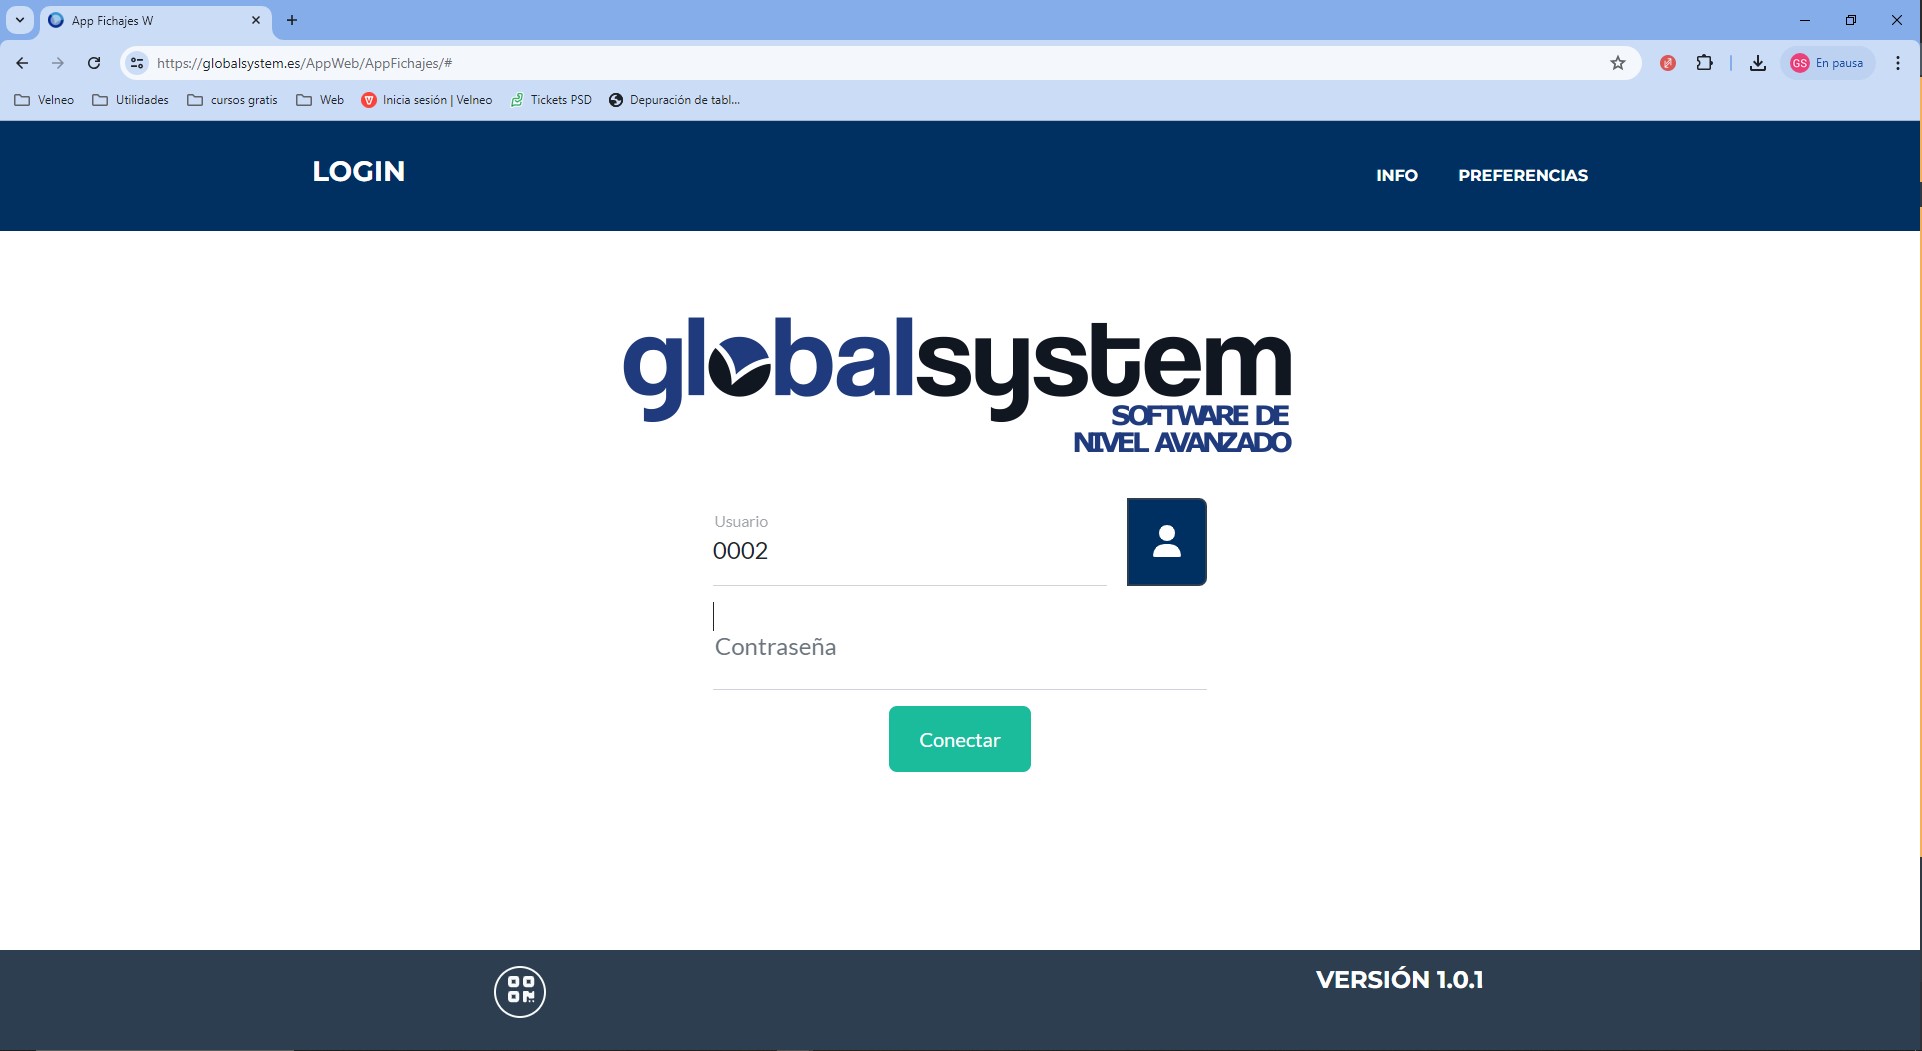 App Fichajes W
https://globalsystem.es/AppWeb/AppFichajes/#
GS En pausa
Velneo Utilidades cursos gratis Web Inicia sesión | Velneo Tickets PSD Depuración de tabl...
LOGIN INFO PREFERENCIAS
globalsystem
SOFTWARE DE
NIVEL AVANZADO
Usuario
0002
Contraseña
Conectar
VERSIÓN 1.0.1